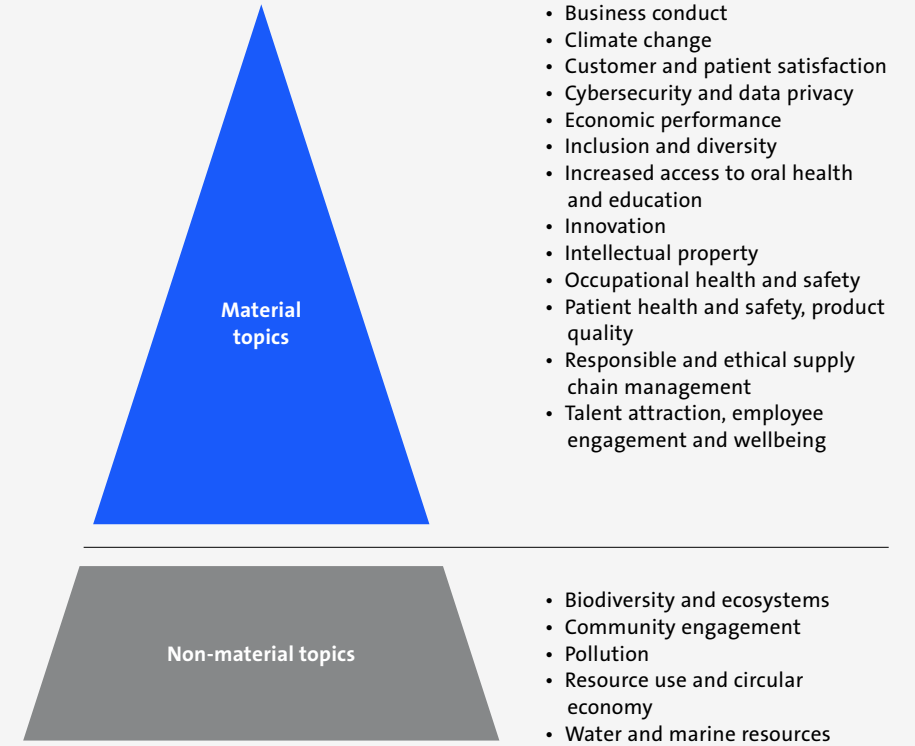 • Business conduct
• Climate change
• Customer and patient satisfaction
• Cybersecurity and data privacy
• Economic performance
• Inclusion and diversity
• Increased access to oral health
and education
• Innovation
• Intellectual property
• Occupational health and safety
• Patient health and safety, product
quality
• Responsible and ethical supply
chain management
• Talent attraction, employee
engagement and wellbeing
Material
topics
Non-material topics
• Biodiversity and ecosystems
• Community engagement
• Pollution
• Resource use and circular
economy
• Water and marine resources